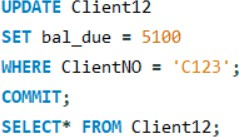 UPDATE Client12
SET bal_due = 5100
WHERE ClientNO = 'C123';
COMMIT;
SELECT* FROM Client12;